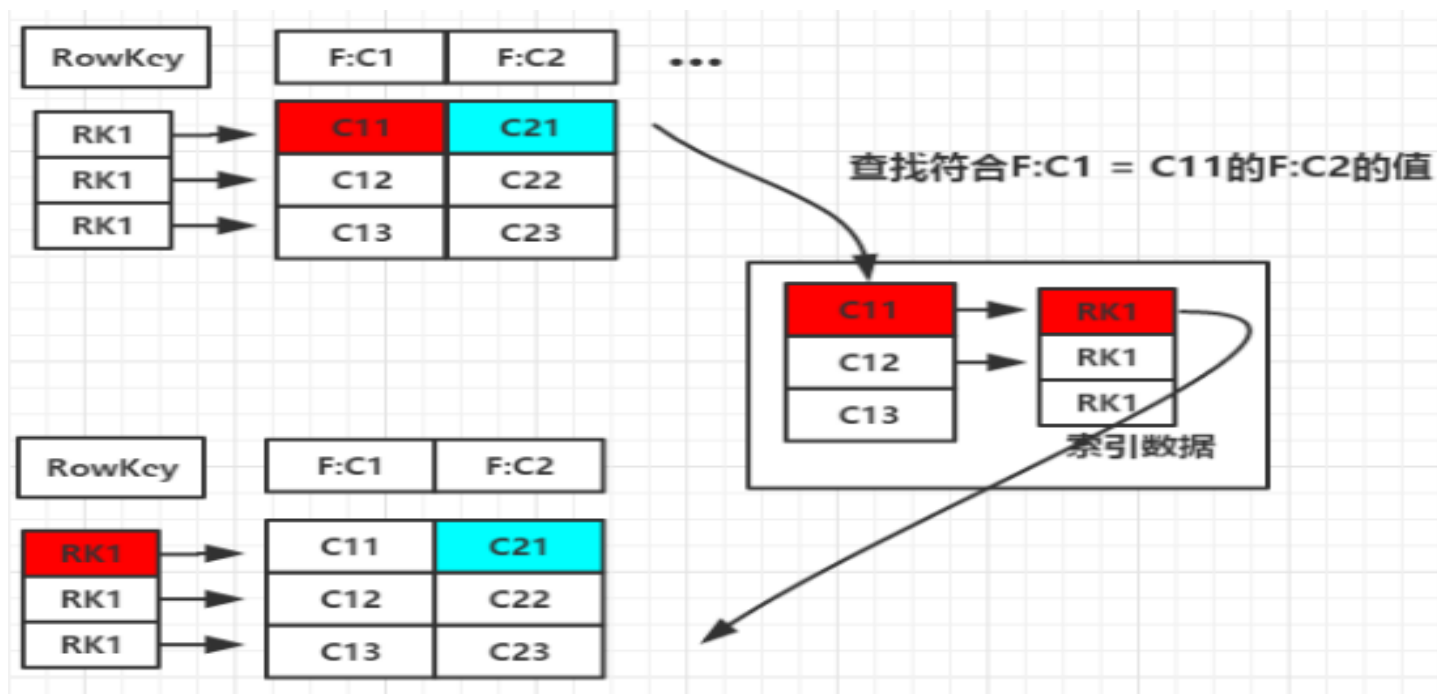 RowKey F:C1 F:C2 •••
RK1 C11 C21
RK1 C12 C22
RK1 C13 C23
查找符合F:C1 = C11的F:C2的值
C11 RK1
C12 RK1
C13 RK1
索引数据
RowKey F:C1 F:C2
RK1 C11 C21
RK1 C12 C22
RK1 C13 C23